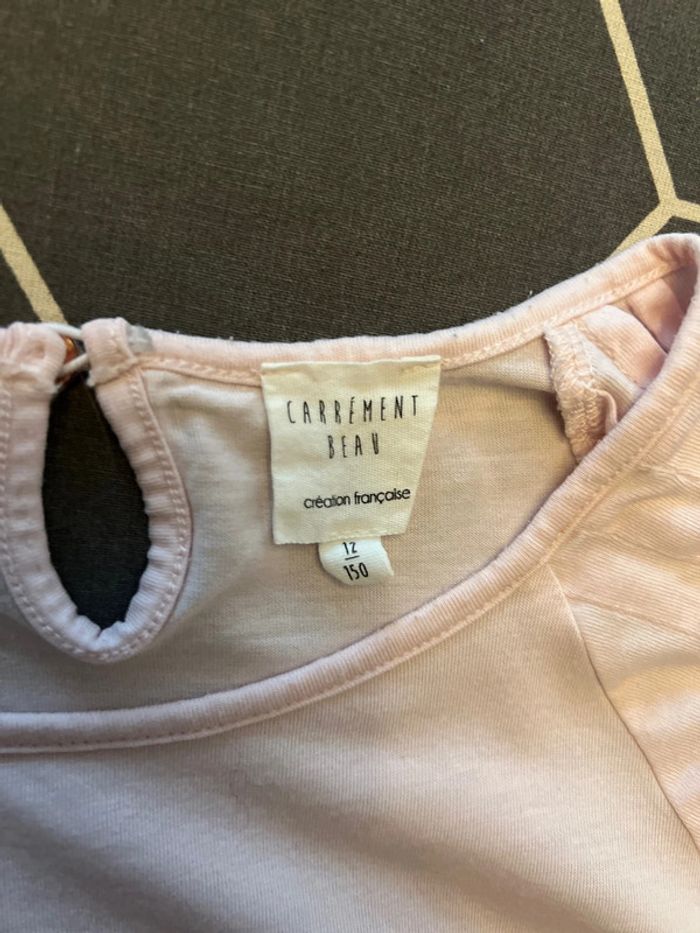 CARRÉMENT
BEAU
création française
12
150